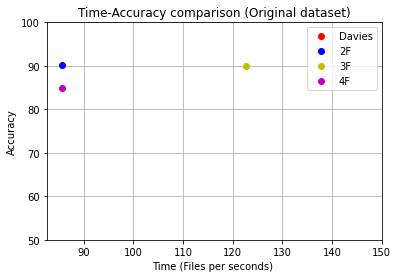 Time-Accuracy comparison (Original dataset)
100
90
80
70
60
50
Accuracy
Davies
2F
3F
4F
90 100 110 120 130 140 150
Time (Files per seconds)